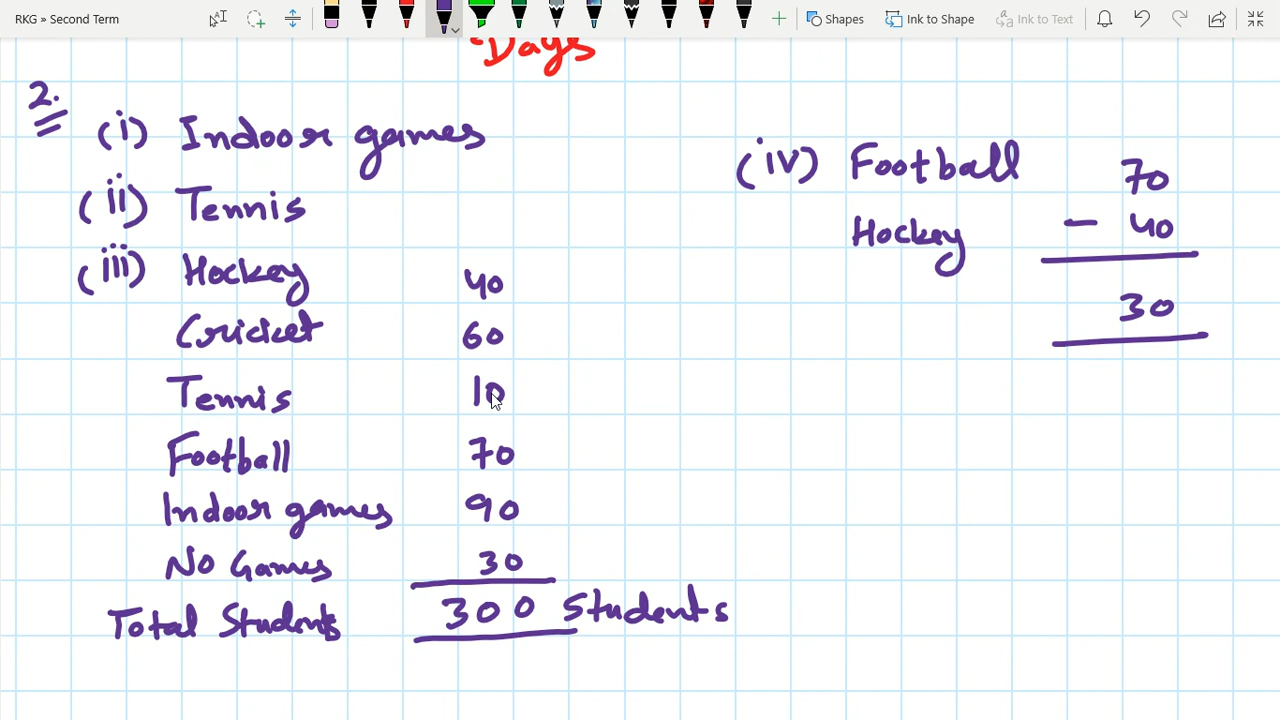 RKG » Second Term
Shapes
Ink to Shape
Ink to Text
Days
2.
(i) Indoor games
(ii) Tennis
(iii) Hockey 40
Cricket 60
Tennis 10
Football 70
Indoor games 90
No Games 30
Total Students 300 Students
(iv) Football 70
Hockey - 40
30